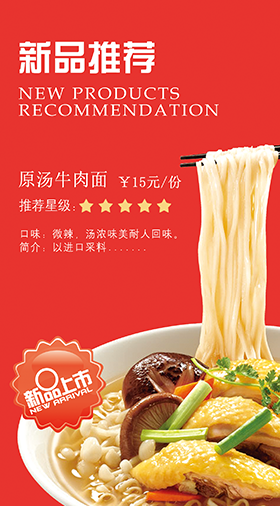 新品推荐
NEW PRODUCTS
RECOMMENDATION
原汤牛肉面 ￥15元/份
推荐星级:
口味：微辣，汤浓味美耐人回味。
简介：以进口采料.......
新品上市
NEW ARRIVAL